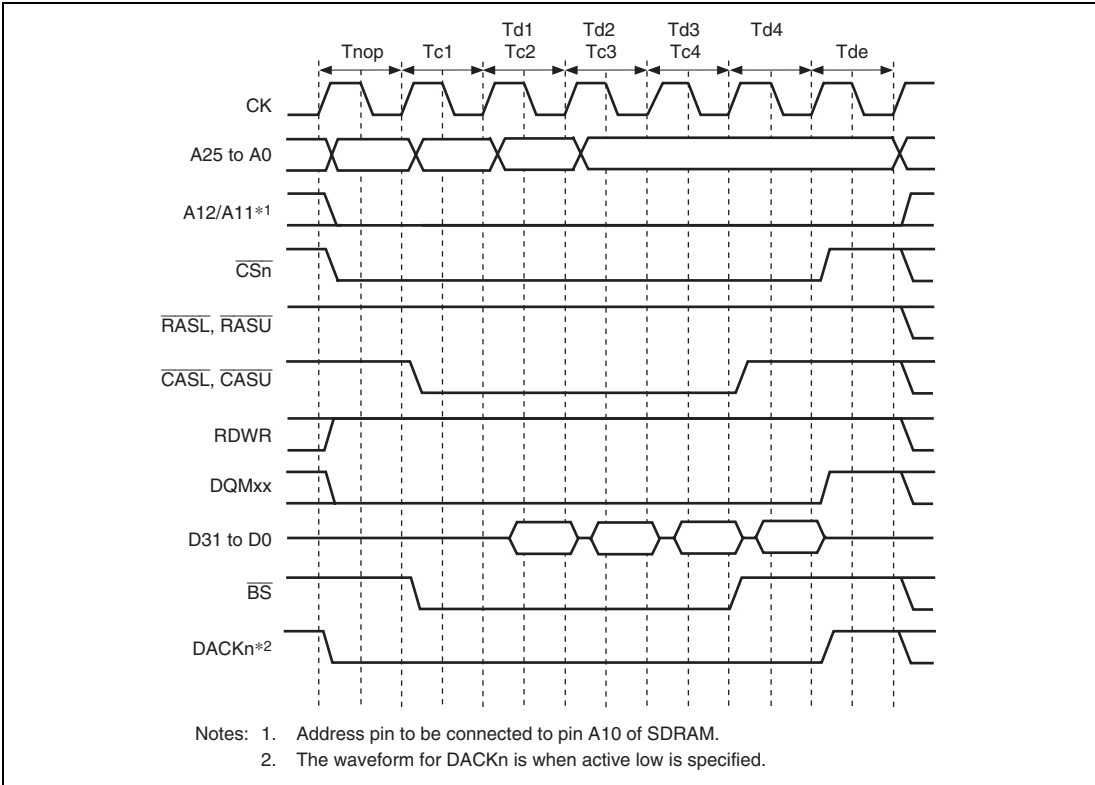 Td1 Td2 Td3 Td4
Tnop Tc1 Tc2 Tc3 Tc4 Tde
CK
A25 to A0
A12/A11*1
CSn
RASL, RASU
CASL, CASU
RDWR
DQMxx
D31 to D0
BS
DACKn*2
Notes: 1. Address pin to be connected to pin A10 of SDRAM.
2. The waveform for DACKn is when active low is specified.